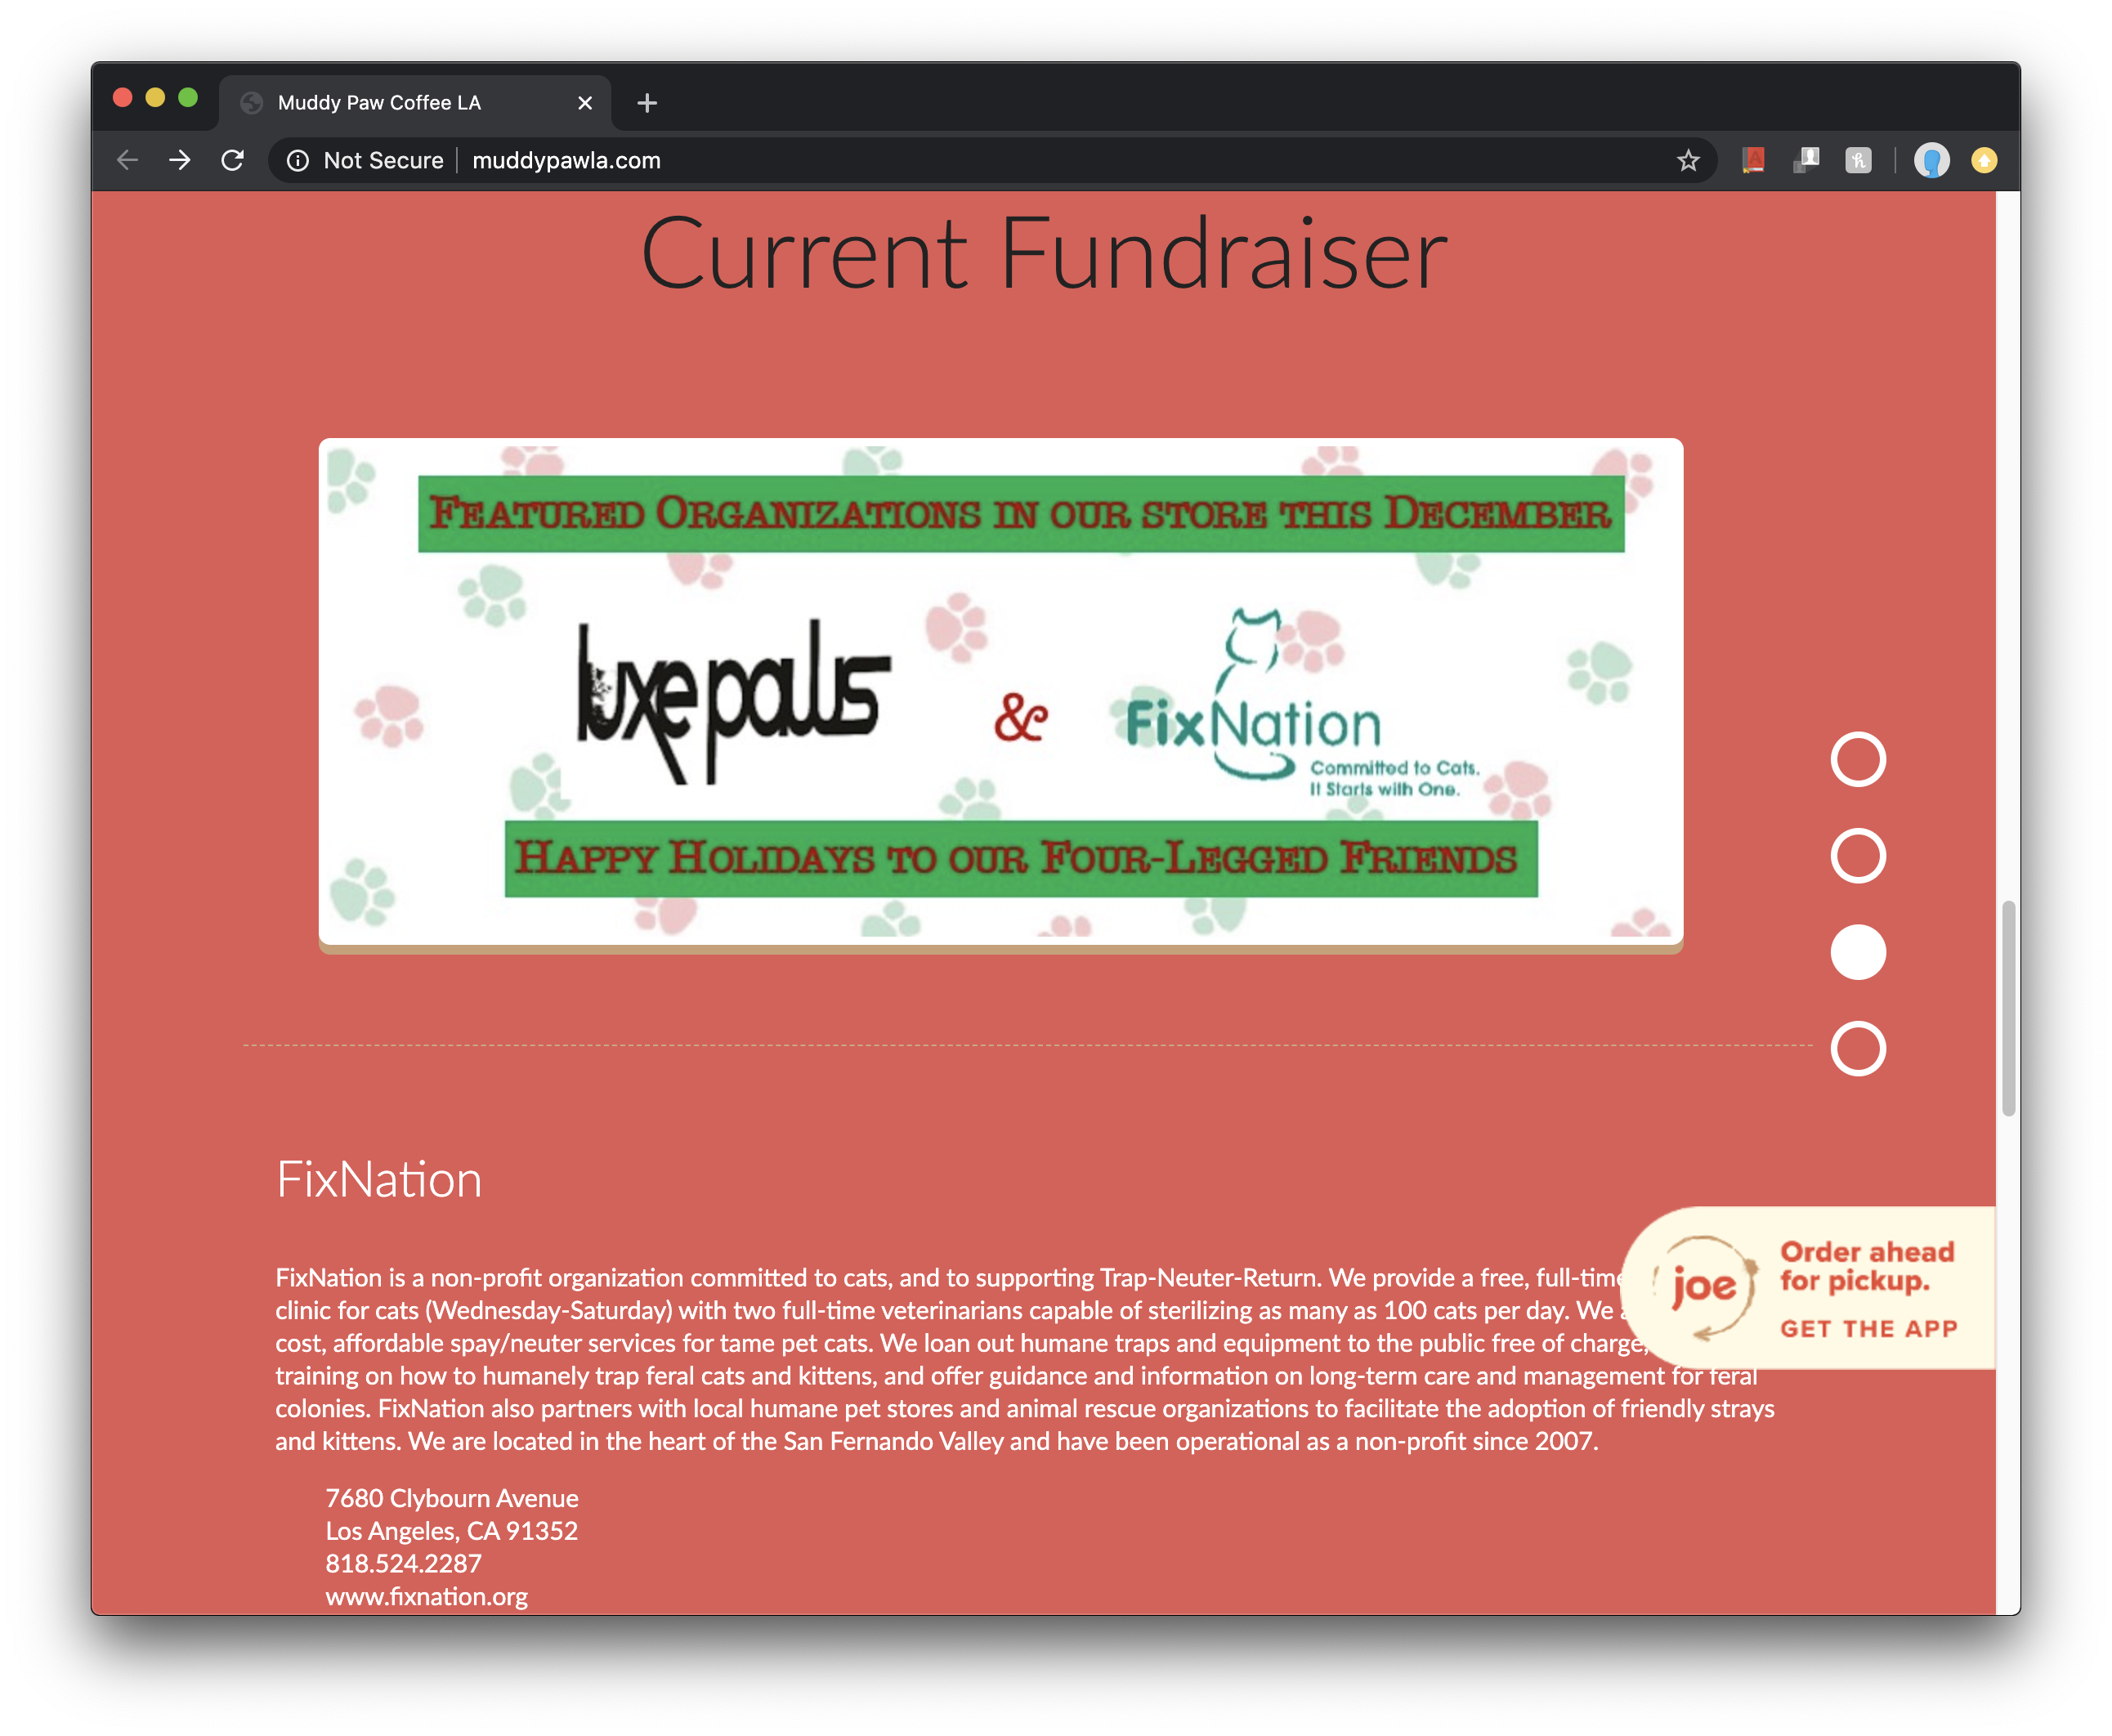 Muddy Paw Coffee LA
Not Secure
muddypawla.com
Current Fundraiser
FEATURED ORGANIZATIONS IN OUR STORE THIS DECEMBER
luxe paws & FixNation
Committed to Cats.
It Starts with One.
HAPPY HOLIDAYS TO OUR FOUR-LEGGED FRIENDS
FixNation
FixNation is a non-profit organization committed to cats, and to supporting Trap-Neuter-Return. We provide a free, full-time
clinic for cats (Wednesday-Saturday) with two full-time veterinarians capable of sterilizing as many as 100 cats per day. We
cost, affordable spay/neuter services for tame pet cats. We loan out humane traps and equipment to the public free of charge,
training on how to humanely trap feral cats and kittens, and offer guidance and information on long-term care and management for feral
colonies. FixNation also partners with local humane pet stores and animal rescue organizations to facilitate the adoption of friendly strays
and kittens. We are located in the heart of the San Fernando Valley and have been operational as a non-profit since 2007.
7680 Clybourn Avenue
Los Angeles, CA 91352
818.524.2287
www.fixnation.org
joe
Order ahead
for pickup.
GET THE APP